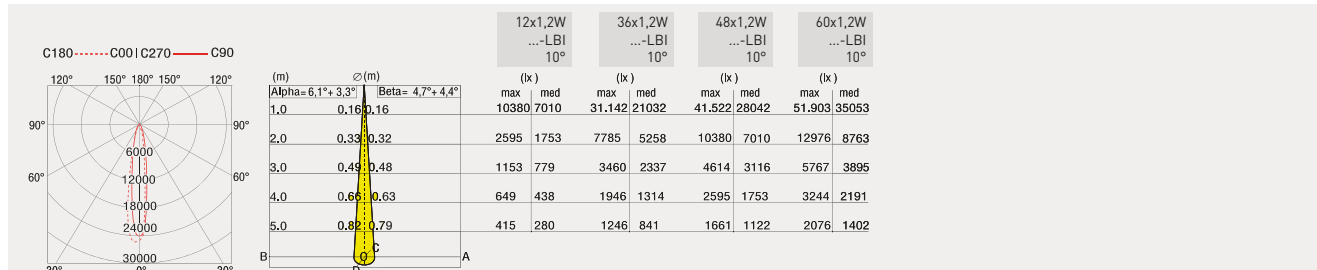 12x1,2W 36x1,2W 48x1,2W 60x1,2W
...-LBI ...-LBI ...-LBI ...-LBI
10° 10° 10° 10°
C180 C00 | C270 C90
120° 150° 180° 150° 120°
90° 90°
60° 60°
6000
12000
18000
24000
30000
30° 0° 30°
(m) ∅(m) (lx ) (lx ) (lx ) (lx )
Alpha= 6,1°+ 3,3° Beta= 4,7°+ 4,4° max med max med max med max med
1.0 0.16 0.16 10380 7010 31.142 21032 41.522 28042 51.903 35053
2.0 0.33 0.32 2595 1753 7785 5258 10380 7010 12976 8763
3.0 0.49 0.48 1153 779 3460 2337 4614 3116 5767 3895
4.0 0.66 0.63 649 438 1946 1314 2595 1753 3244 2191
5.0 0.82 0.79 415 280 1246 841 1661 1122 2076 1402
C
B O A
D